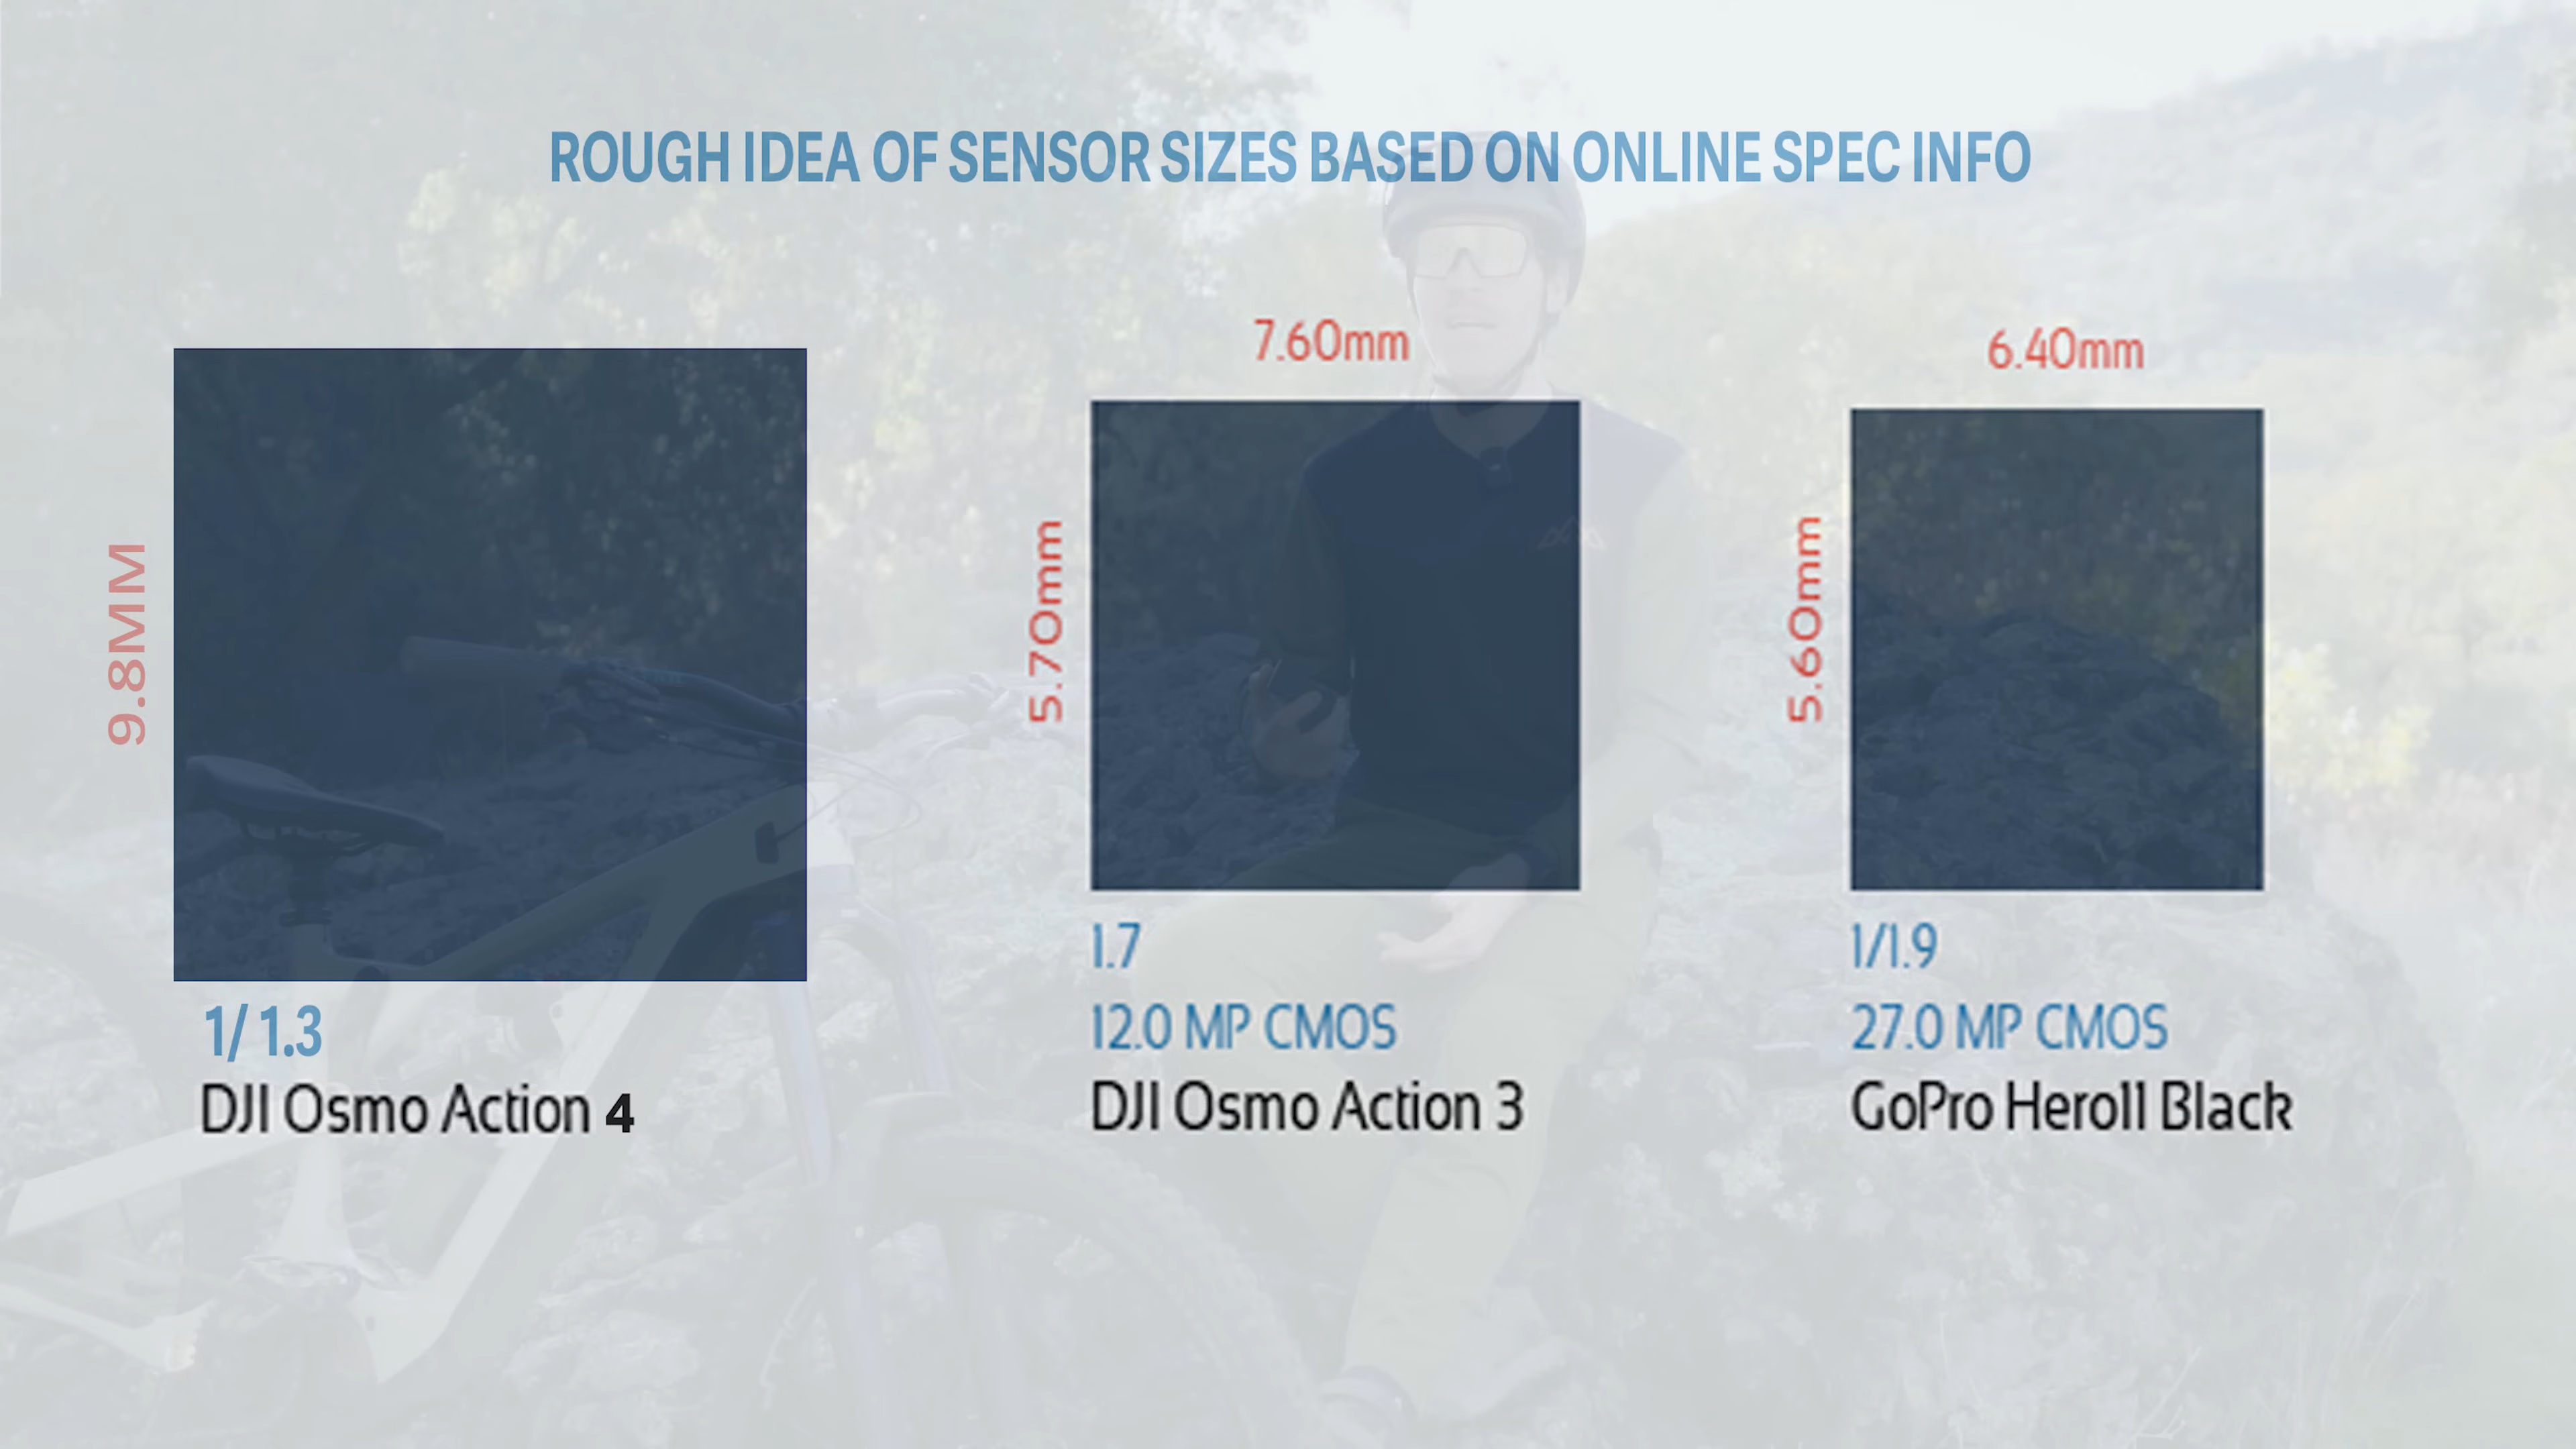 ROUGH IDEA OF SENSOR SIZES BASED ON ONLINE SPEC INFO
9.8MM
1/ 1.3
DJI Osmo Action 4
7.60mm
5.70mm
1.7
12.0 MP CMOS
DJI Osmo Action 3
6.40mm
5.60mm
1/1.9
27.0 MP CMOS
GoPro Hero11 Black